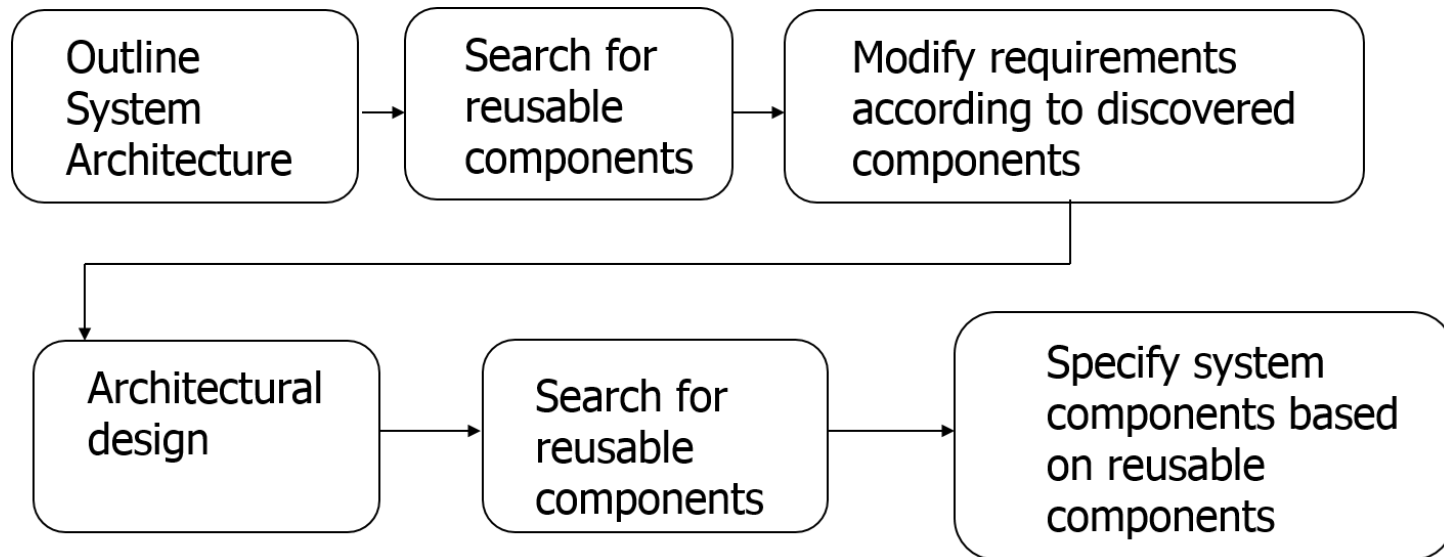 Outline
System
Architecture
Search for
reusable
components
Modify requirements
according to discovered
components
Architectural
design
Search for
reusable
components
Specify system
components based
on reusable
components